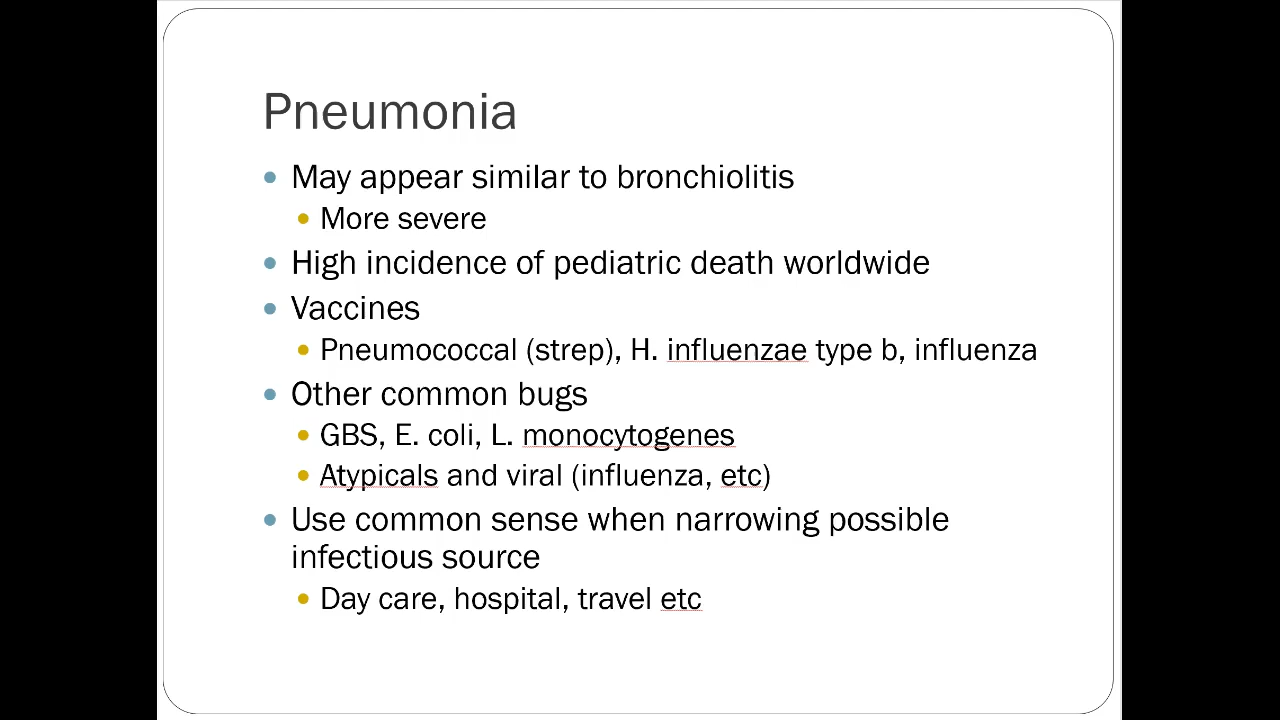 Pneumonia
May appear similar to bronchiolitis
More severe
High incidence of pediatric death worldwide
Vaccines
Pneumococcal (strep), H. influenzae type b, influenza
Other common bugs
GBS, E. coli, L. monocytogenes
Atypicals and viral (influenza, etc)
Use common sense when narrowing possible
infectious source
Day care, hospital, travel etc